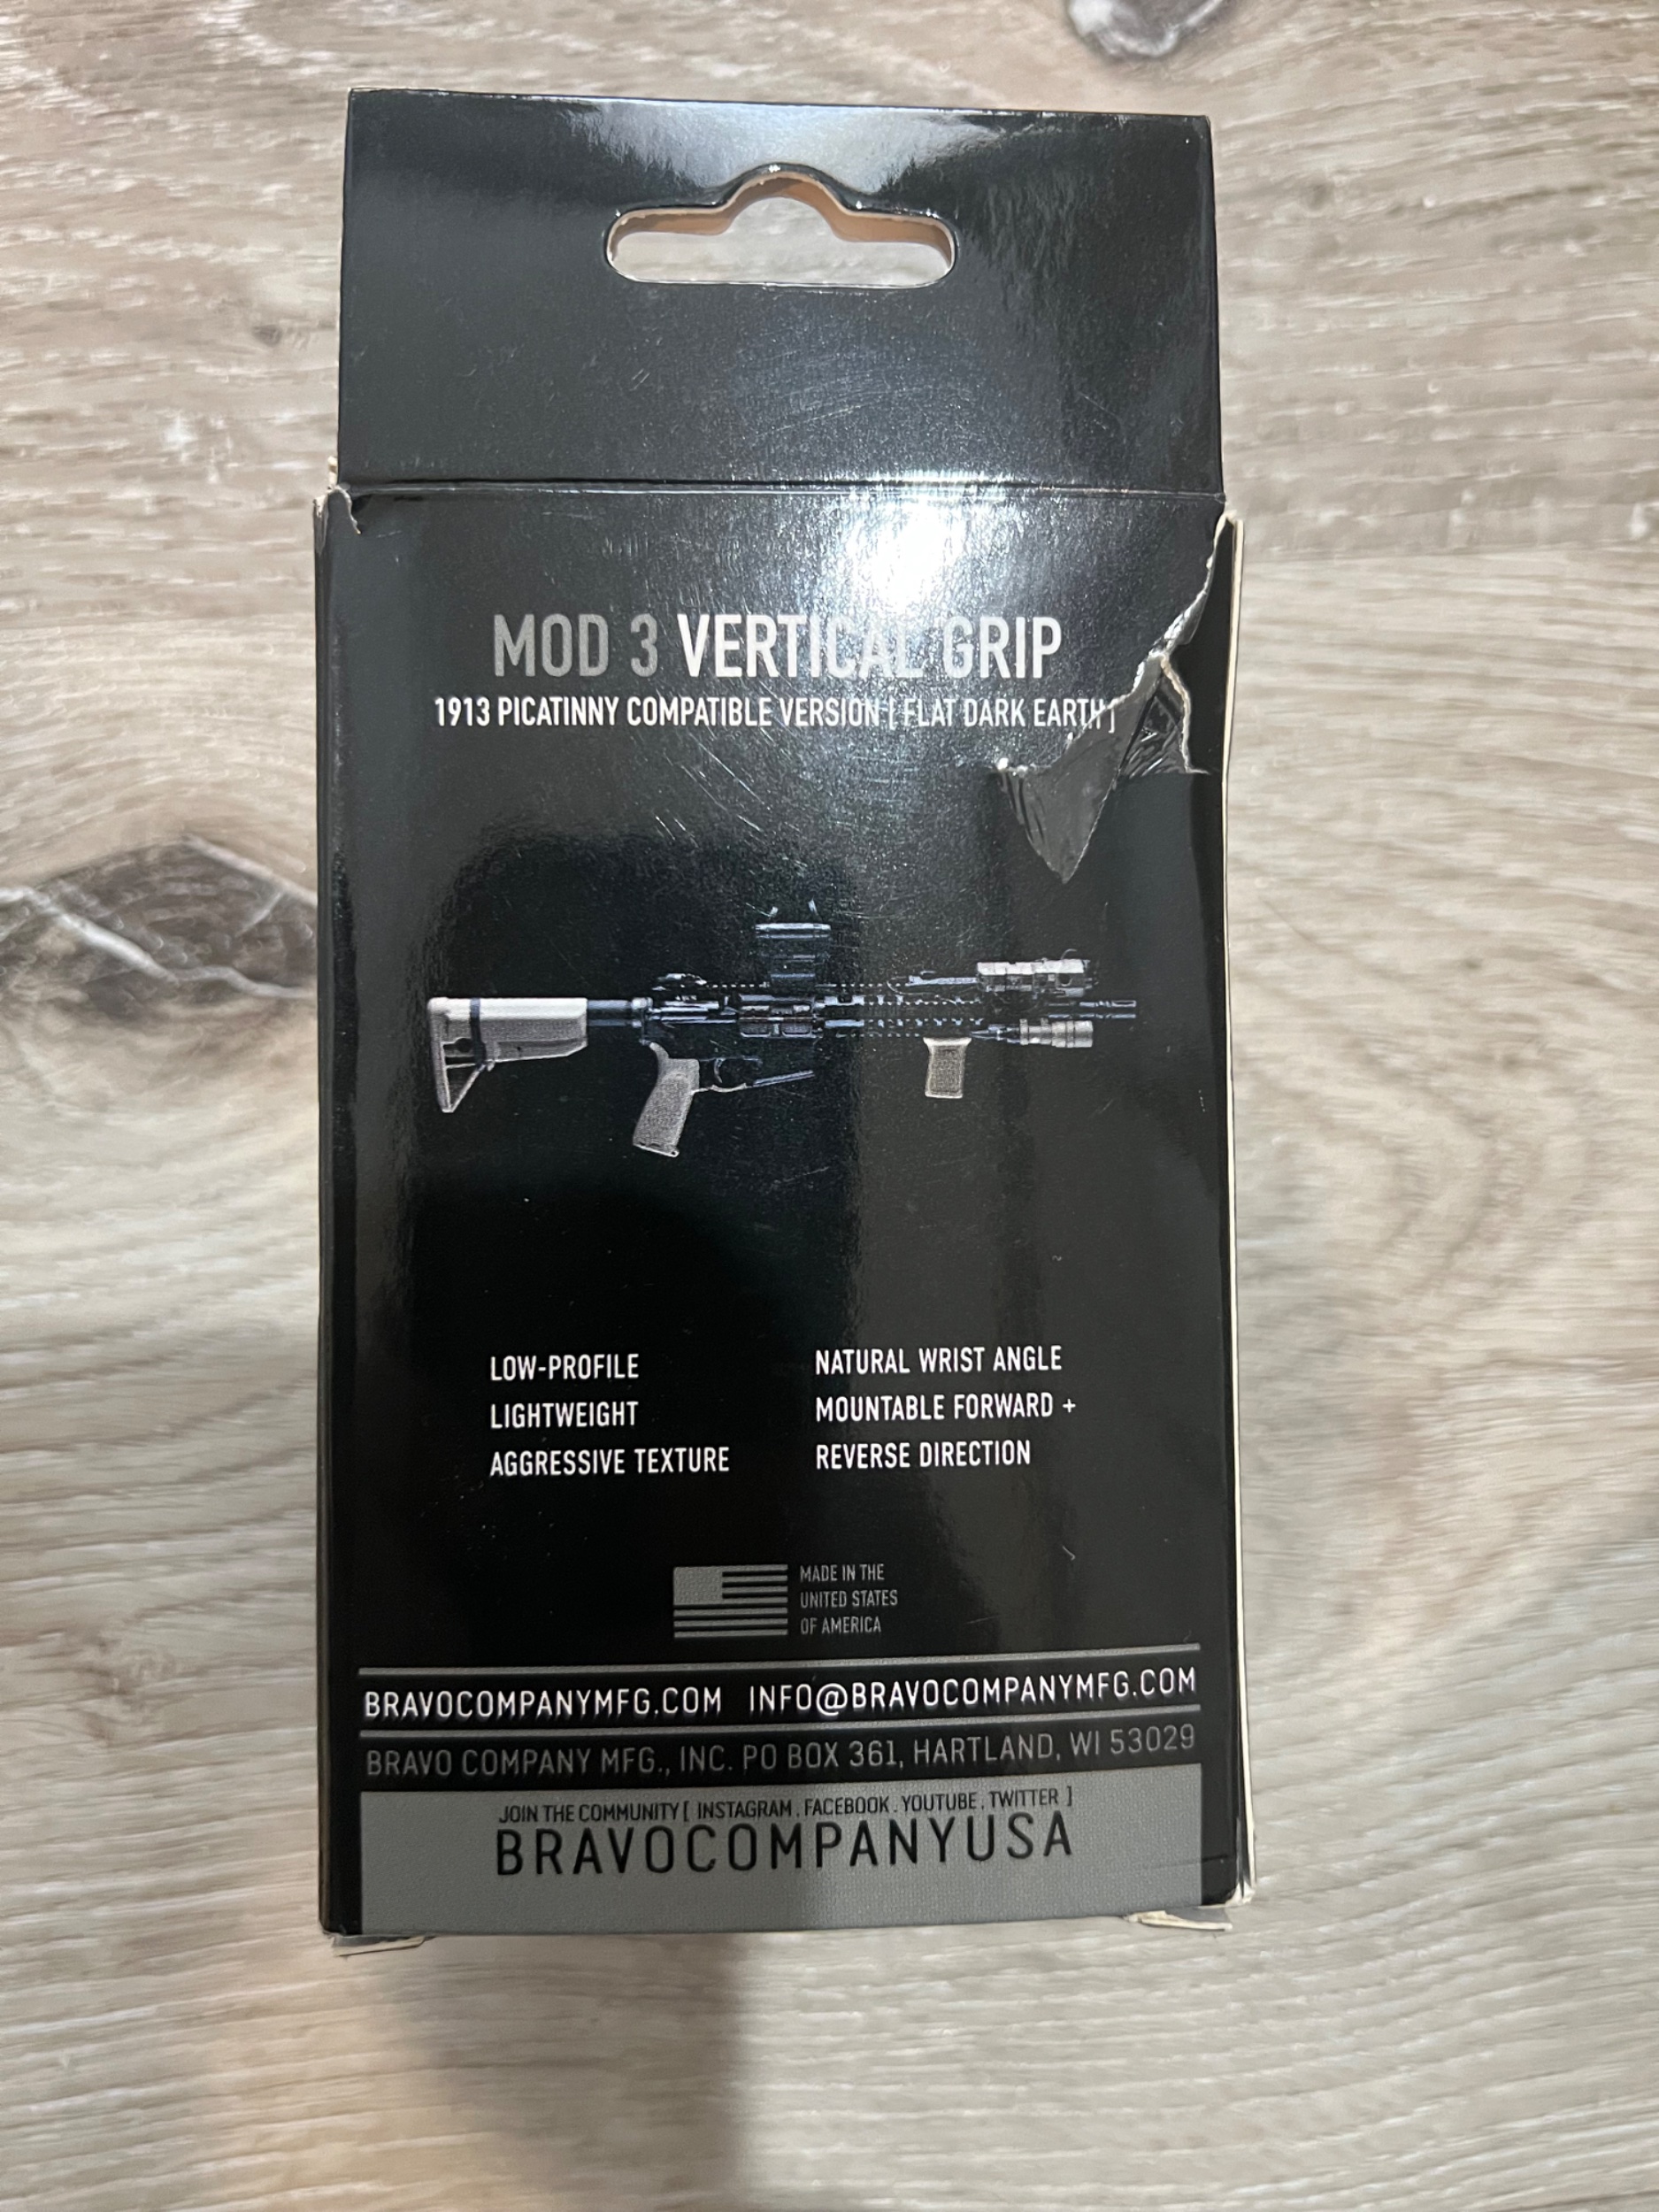 MOD 3 VERTICAL GRIP
1913 PICATINNY COMPATIBLE VERSION [ FLAT DARK EARTH ]
LOW-PROFILE
LIGHTWEIGHT
AGGRESSIVE TEXTURE
NATURAL WRIST ANGLE
MOUNTABLE FORWARD +
REVERSE DIRECTION
MADE IN THE
UNITED STATES
OF AMERICA
BRAVOCOMPANYMFG.COM INFO@BRAVOCOMPANYMFG.COM
BRAVO COMPANY MFG., INC. PO BOX 361, HARTLAND, WI 53029
JOIN THE COMMUNITY [ INSTAGRAM . FACEBOOK . YOUTUBE . TWITTER ]
BRAVOCOMPANYUSA